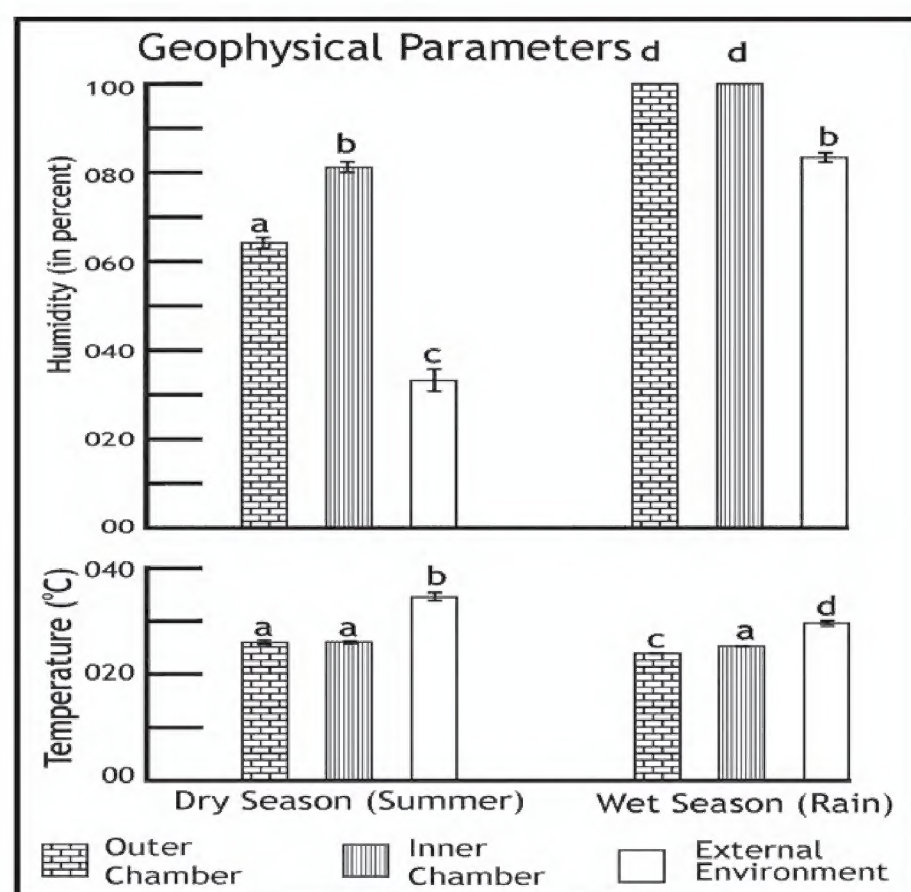 Geophysical Parameters
d d
100
b b
080
a
060
c
040
020
00
Humidity (in percent)
040
b
a a d
c a
020
00
Temperature (°C)
Dry Season (Summer) Wet Season (Rain)
Outer Chamber
Inner Chamber
External Environment